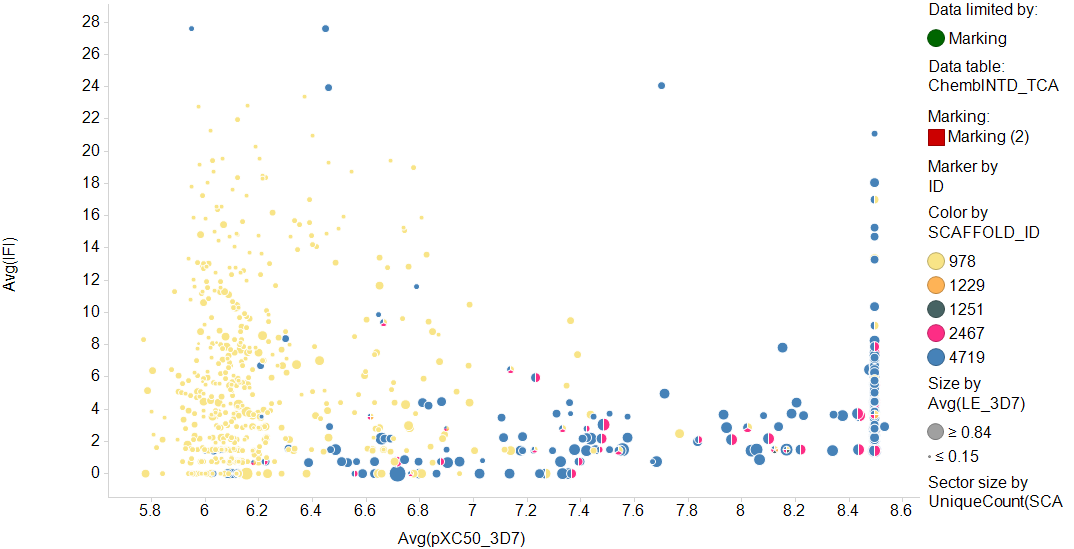 28
26
24
22
20
18
16
14
12
10
8
6
4
2
0
Avg(IFI)
5.8 6 6.2 6.4 6.6 6.8 7 7.2 7.4 7.6 7.8 8 8.2 8.4 8.6
Avg(pXC50_3D7)
Data limited by:
Marking
Data table:
ChemblNTD_TCA
Marking:
Marking (2)
Marker by
ID
Color by
SCAFFOLD_ID
978
1229
1251
2467
4719
Size by
Avg(LE_3D7)
≥ 0.84
≤ 0.15
Sector size by
UniqueCount(SCA